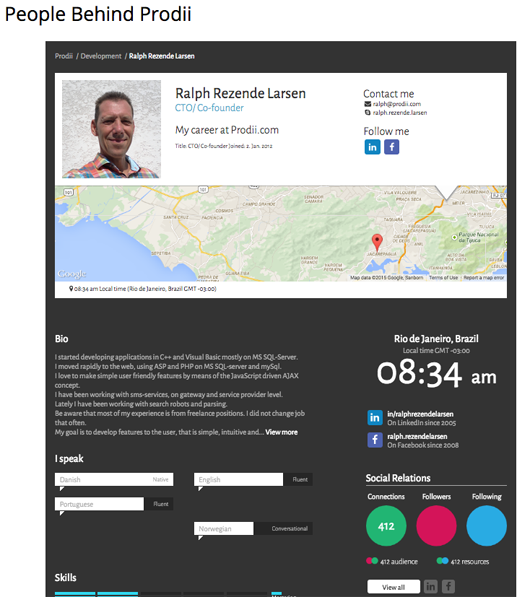 People Behind Prodii
Prodii / Development / Ralph Rezende Larsen
Ralph Rezende Larsen
CTO/ Co-founder
My career at Prodii.com
Title: CTO/ Co-founder Joined: 2. Jan. 2012
Contact me
ralph@prodii.com
ralph.rezende.larsen
Follow me
in f
Google
Map data ©2015 Google, Sanborn Terms of Use Report a map error
08:34 am Local time (Rio de Janeiro, Brazil GMT -03:00)
Bio
I started developing applications in C++ and Visual Basic mostly on MS SQL-Server.
I moved rapidly to the web, using ASP and PHP on MS SQL-server and mySql.
I love to make simple user friendly features by means of the JavaScript driven AJAX
concept.
I have been working with sms-services, on gateway and service provider level.
Lately I have been working with search robots and parsing.
Be aware that most of my experience is from freelance positions. I did not change job
that often.
My goal is to develop features to the user, that is simple, intuitive and... View more
I speak
Danish Native
English Fluent
Portuguese Fluent
Norwegian Conversational
Skills
Rio de Janeiro, Brazil
Local time GMT -03:00
08:34 am
in/ralphrezendelarsen
On LinkedIn since 2005
ralph.rezende.larsen
On Facebook since 2008
Social Relations
Connections Followers Following
412
412 audience 412 resources
View all in f